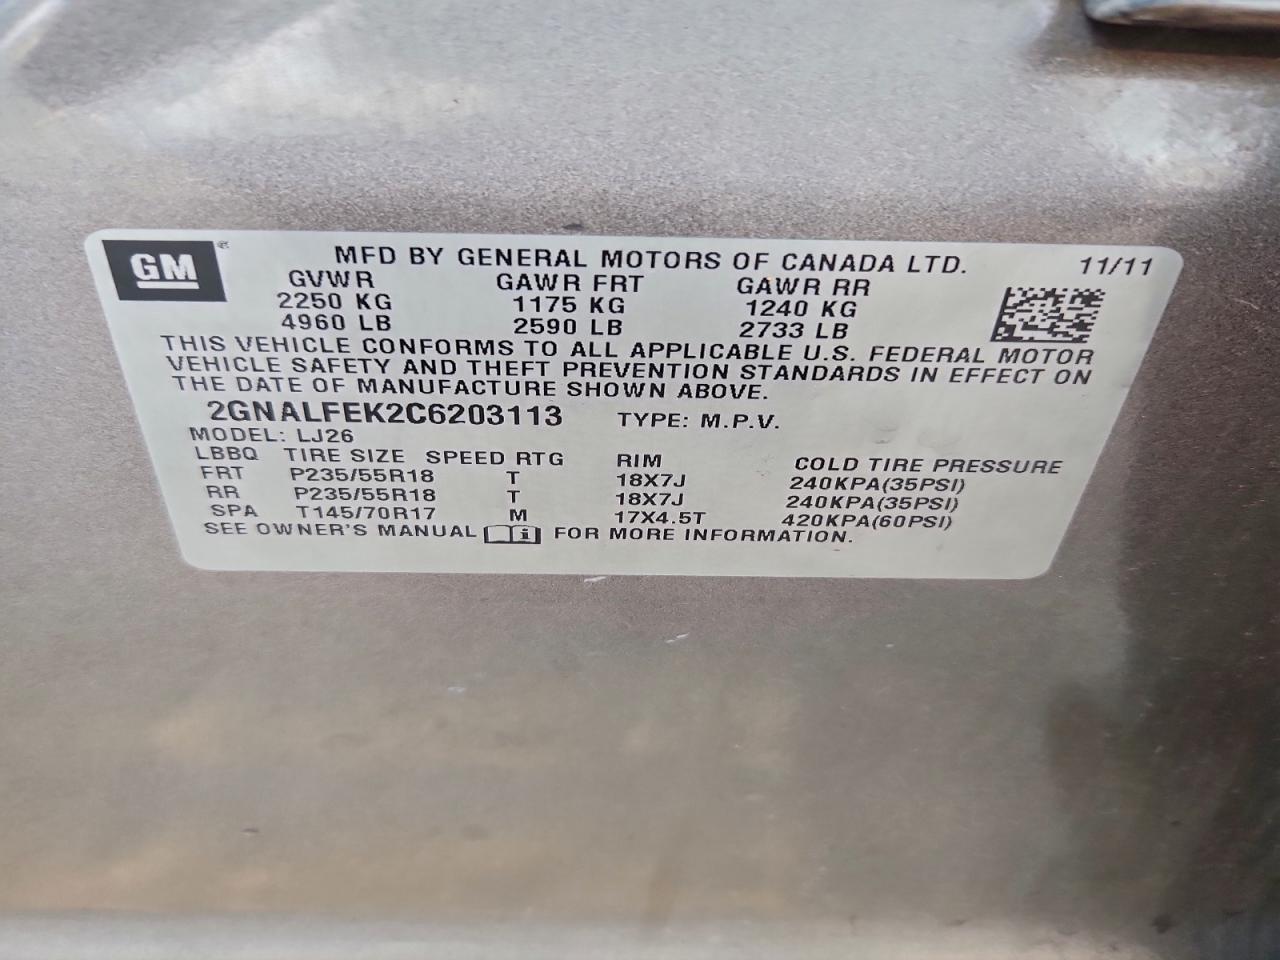 GM ® MFD BY GENERAL MOTORS OF CANADA LTD. 11/11
GVWR GAWR FRT GAWR RR
2250 KG 1175 KG 1240 KG
4960 LB 2590 LB 2733 LB
THIS VEHICLE CONFORMS TO ALL APPLICABLE U.S. FEDERAL MOTOR
VEHICLE SAFETY AND THEFT PREVENTION STANDARDS IN EFFECT ON
THE DATE OF MANUFACTURE SHOWN ABOVE.
2GNALFEK2C6203113 TYPE: M.P.V.
MODEL: LJ26
LBBQ TIRE SIZE SPEED RTG RIM COLD TIRE PRESSURE
FRT P235/55R18 T 18X7J 240KPA(35PSI)
RR P235/55R18 T 18X7J 240KPA(35PSI)
SPA T145/70R17 M 17X4.5T 420KPA(60PSI)
SEE OWNER'S MANUAL i FOR MORE INFORMATION.